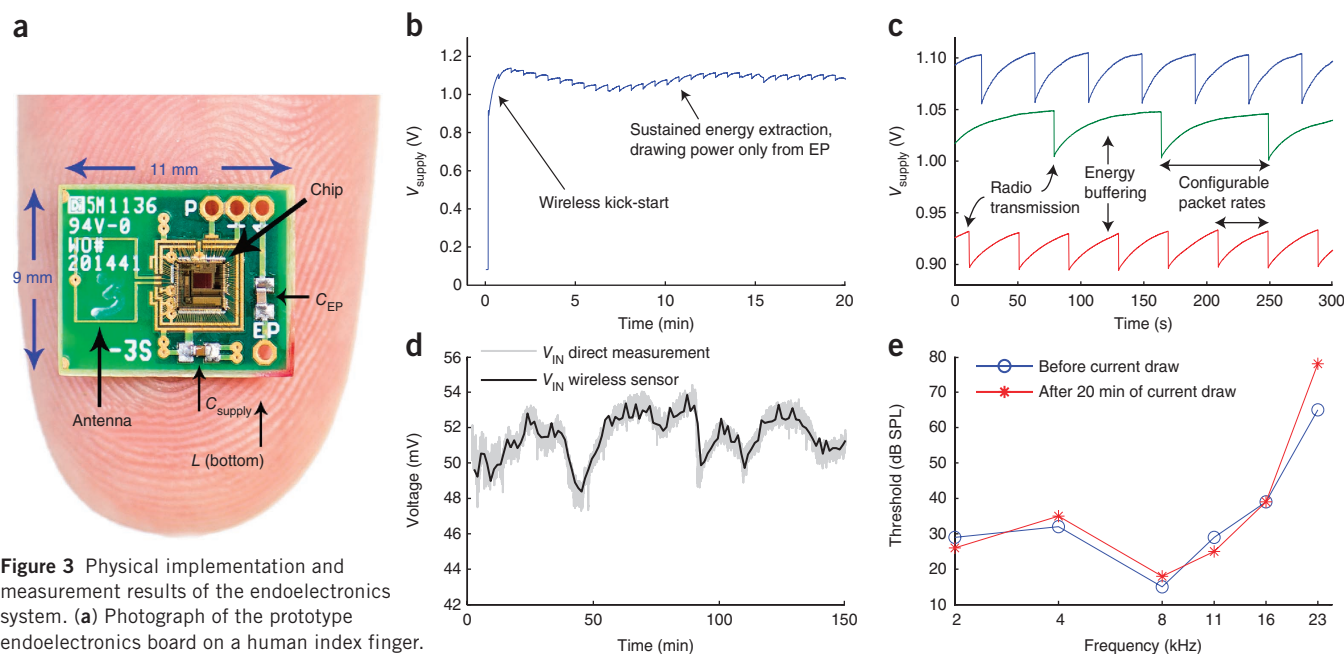 a
11 mm
9 mm
Chip
5M1136
94V-0
WO#
201441
P
–
+
C_EP
EP
-3S
Antenna
C_supply
L (bottom)
Figure 3 Physical implementation and
measurement results of the endoelectronics
system. (a) Photograph of the prototype
endoelectronics board on a human index finger.
b
V_supply (V)
1.2
1.0
0.8
0.6
0.4
0.2
0
Wireless kick-start
Sustained energy extraction,
drawing power only from EP
0 5 10 15 20
Time (min)
c
V_supply (V)
1.10
1.05
1.00
0.95
0.90
Radio
transmission
Energy
buffering
Configurable
packet rates
0 50 100 150 200 250 300
Time (s)
d
V_IN direct measurement
V_IN wireless sensor
Voltage (mV)
56
54
52
50
48
46
44
42
0 50 100 150
Time (min)
e
Before current draw
After 20 min of current draw
Threshold (dB SPL)
80
70
60
50
40
30
20
10
2 4 8 11 16 23
Frequency (kHz)